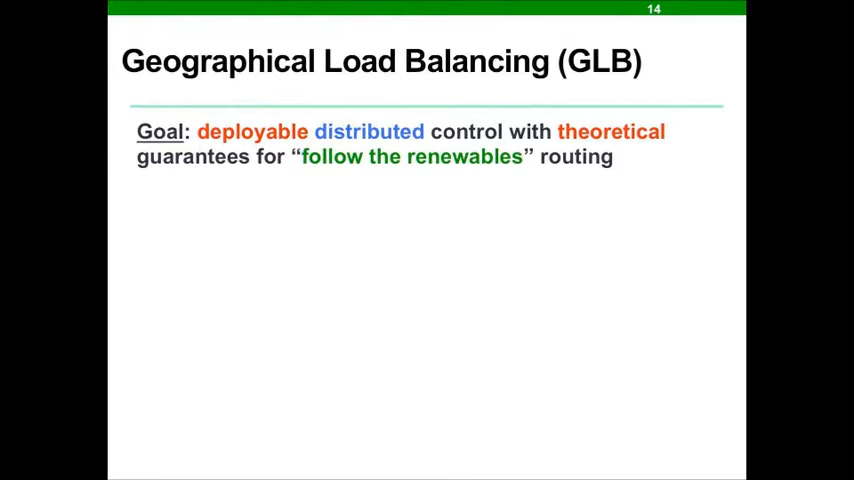 14
Geographical Load Balancing (GLB)
Goal: deployable distributed control with theoretical
guarantees for “follow the renewables” routing